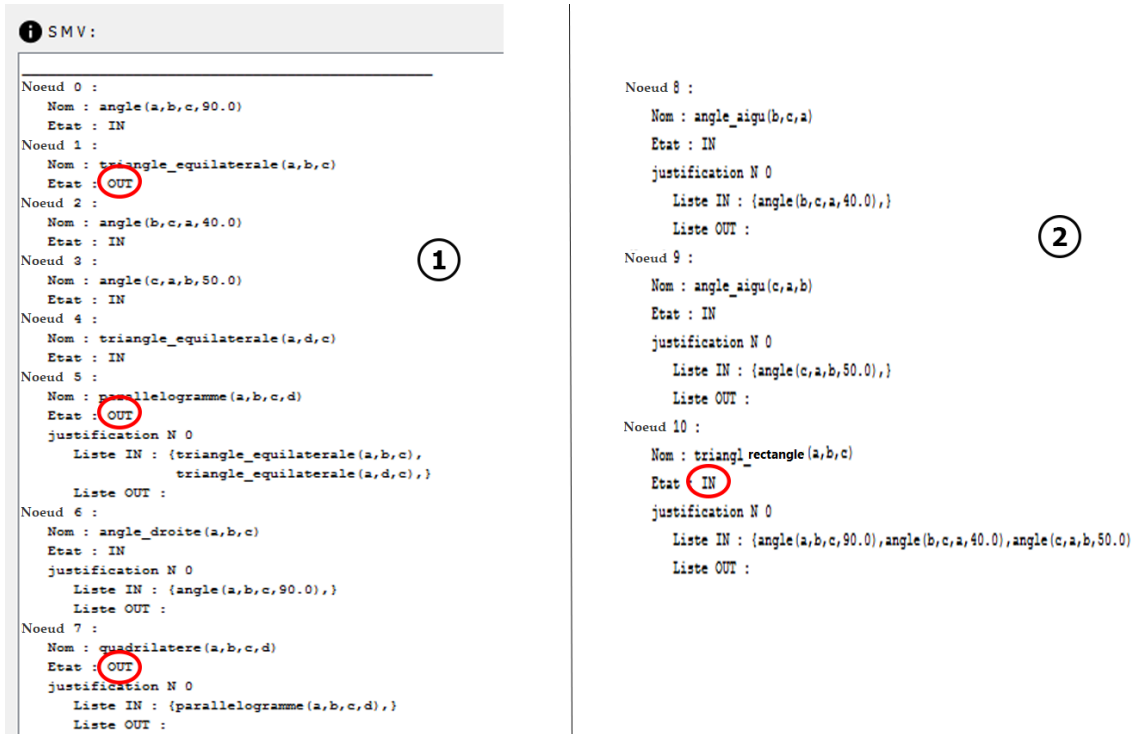 SMV:
Noeud 0 :
Nom : angle(a,b,c,90.0)
Etat : IN
Noeud 1 :
Nom : triangle_equilaterale(a,b,c)
Etat : OUT
Noeud 2 :
Nom : angle(b,c,a,40.0)
Etat : IN
Noeud 3 :
Nom : angle(c,a,b,50.0)
Etat : IN
Noeud 4 :
Nom : triangle_equilaterale(a,d,c)
Etat : IN
Noeud 5 :
Nom : parallelogramme(a,b,c,d)
Etat : OUT
justification N 0
Liste IN : {triangle_equilaterale(a,b,c),
triangle_equilaterale(a,d,c),}
Liste OUT :
Noeud 6 :
Nom : angle_droite(a,b,c)
Etat : IN
justification N 0
Liste IN : {angle(a,b,c,90.0),}
Liste OUT :
Noeud 7 :
Nom : quadrilatere(a,b,c,d)
Etat : OUT
justification N 0
Liste IN : {parallelogramme(a,b,c,d),}
Liste OUT :
1
Noeud 8 :
Nom : angle_aigu(b,c,a)
Etat : IN
justification N 0
Liste IN : {angle(b,c,a,40.0),}
Liste OUT :
Noeud 9 :
Nom : angle_aigu(c,a,b)
Etat : IN
justification N 0
Liste IN : {angle(c,a,b,50.0),}
Liste OUT :
Noeud 10 :
Nom : triangl_rectangle(a,b,c)
Etat : IN
justification N 0
Liste IN : {angle(a,b,c,90.0),angle(b,c,a,40.0),angle(c,a,b,50.0)
Liste OUT :
2